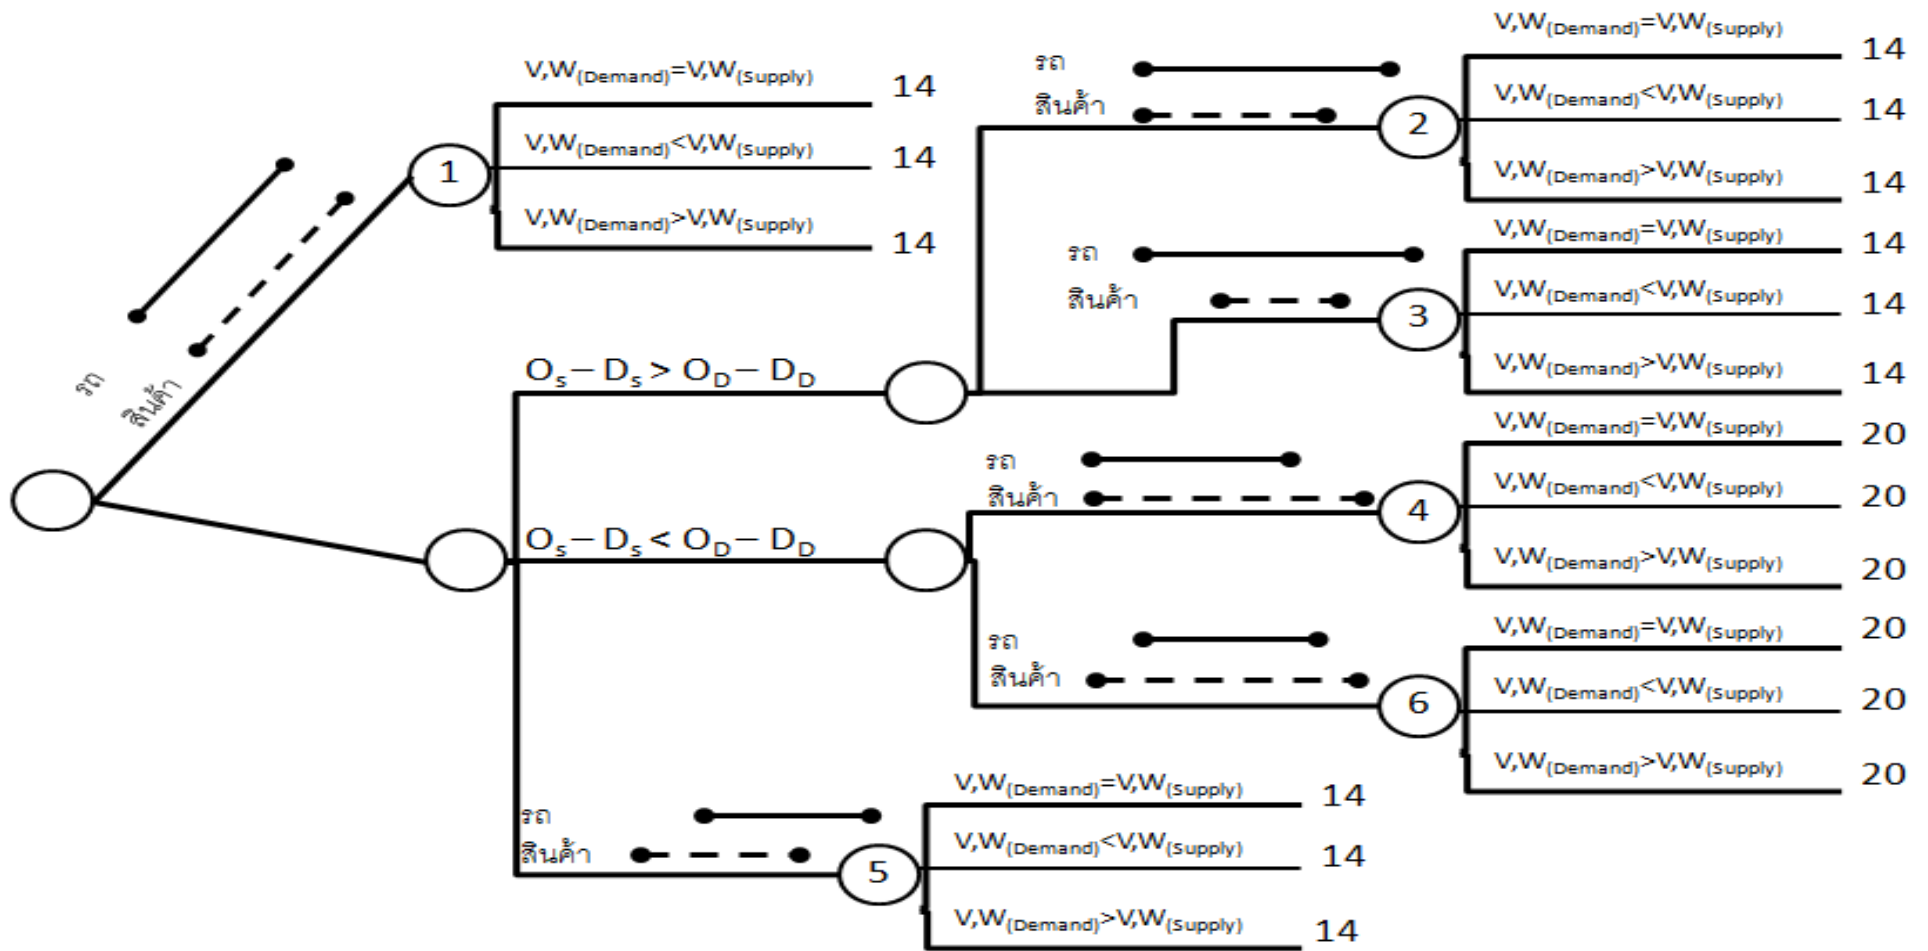 รถ
สินค้า
1
V,W(Demand)=V,W(Supply) 14
V,W(Demand)<V,W(Supply) 14
V,W(Demand)>V,W(Supply) 14
Os– Ds > OD– DD
รถ
สินค้า
2
V,W(Demand)=V,W(Supply) 14
V,W(Demand)<V,W(Supply) 14
V,W(Demand)>V,W(Supply) 14
รถ
สินค้า
3
V,W(Demand)=V,W(Supply) 14
V,W(Demand)<V,W(Supply) 14
V,W(Demand)>V,W(Supply) 14
Os– Ds < OD– DD
รถ
สินค้า
4
V,W(Demand)=V,W(Supply) 20
V,W(Demand)<V,W(Supply) 20
V,W(Demand)>V,W(Supply) 20
รถ
สินค้า
6
V,W(Demand)=V,W(Supply) 20
V,W(Demand)<V,W(Supply) 20
V,W(Demand)>V,W(Supply) 20
รถ
สินค้า
5
V,W(Demand)=V,W(Supply) 14
V,W(Demand)<V,W(Supply) 14
V,W(Demand)>V,W(Supply) 14